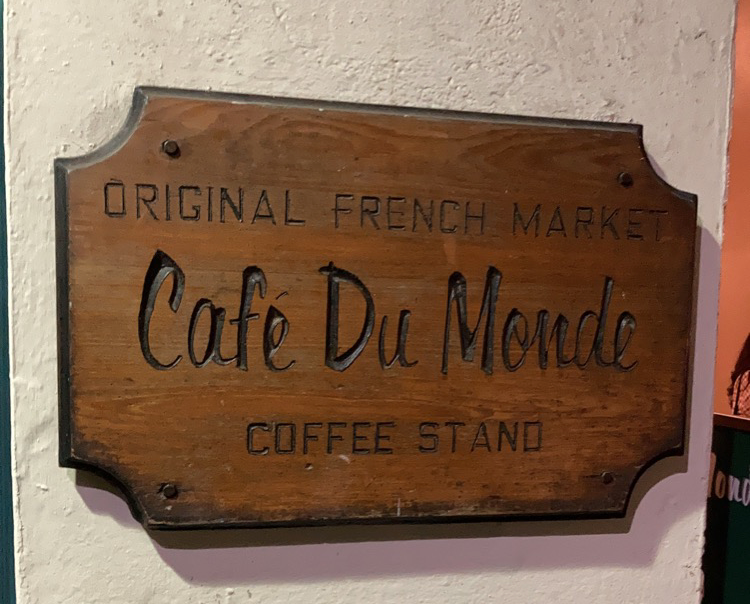 ORIGINAL FRENCH MARKET
Café Du Monde
COFFEE STAND